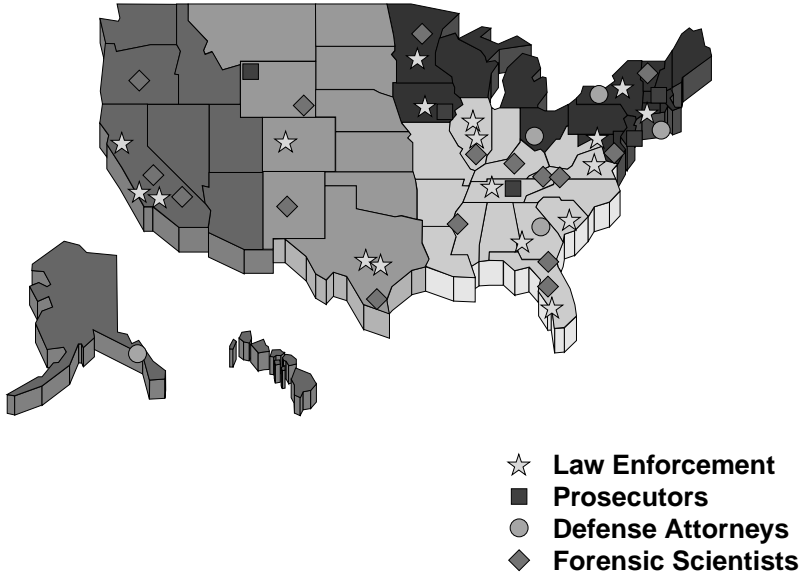 Law Enforcement
Prosecutors
Defense Attorneys
Forensic Scientists